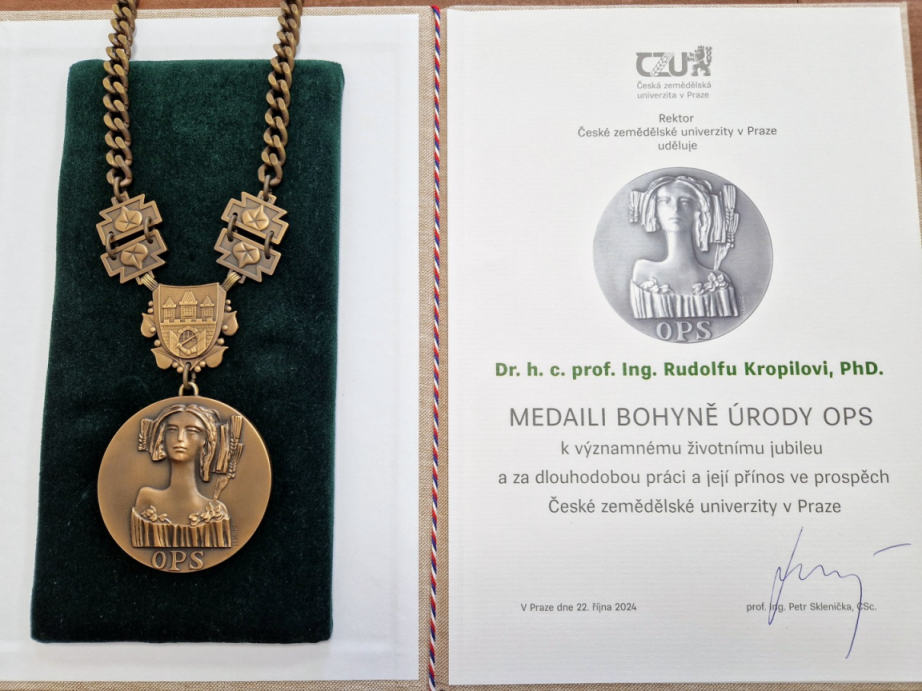 OPS
CZU
Česká zemědělská
univerzita v Praze
Rektor
České zemědělské univerzity v Praze
uděluje
OPS
Dr. h. c. prof. Ing. Rudolfu Kropilovi, PhD.
MEDAILI BOHYNĚ ÚRODY OPS
k významnému životnímu jubileu
a za dlouhodobou práci a její přínos ve prospěch
České zemědělské univerzity v Praze
V Praze dne 22. října 2024
prof. Ing. Petr Sklenička, CSc.